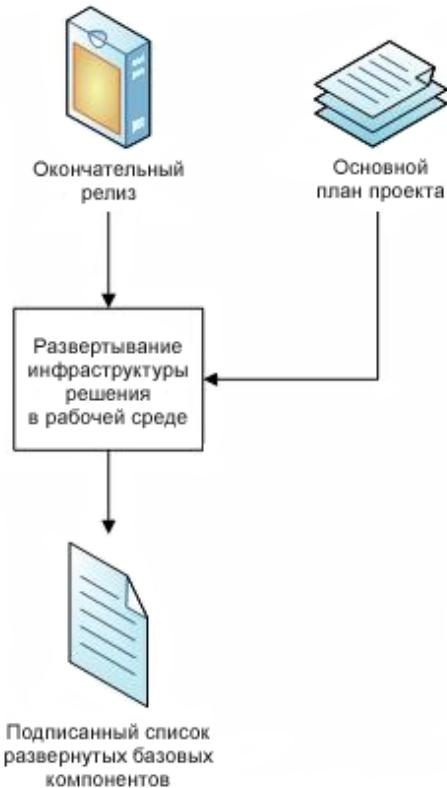 Окончательный
релиз
Основной
план проекта
Развертывание
инфраструктуры
решения
в рабочей среде
Подписанный список
развернутых базовых
компонентов